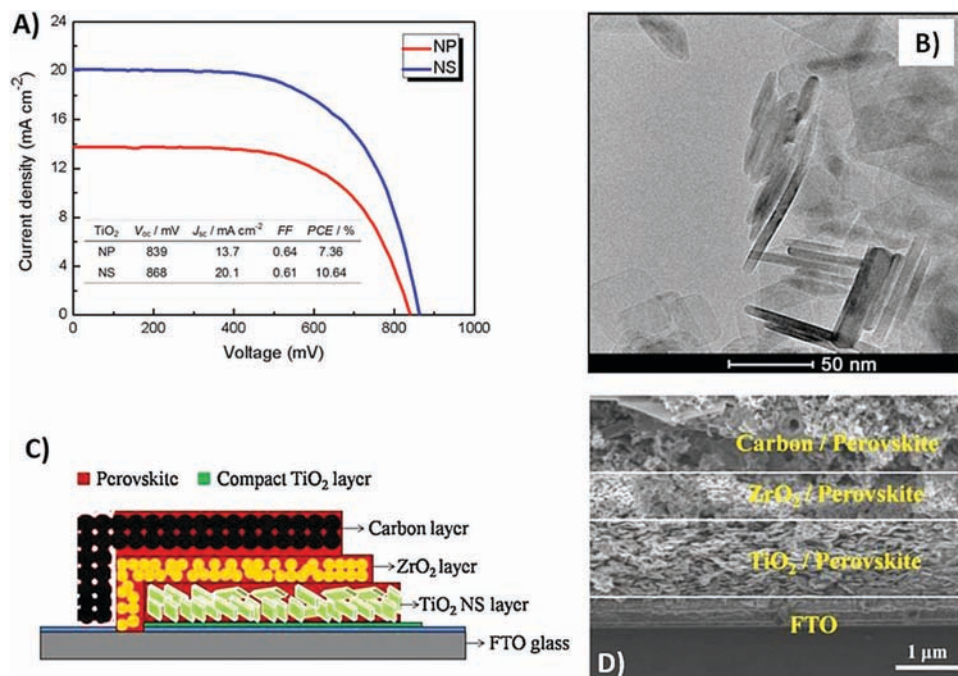 A)
24
20
16
12
8
4
0
Current density (mA cm⁻²)
NP
NS
TiO₂ Voc / mV Jsc / mA cm⁻² FF PCE / %
NP 839 13.7 0.64 7.36
NS 868 20.1 0.61 10.64
0 200 400 600 800 1000
Voltage (mV)
B)
50 nm
C)
Perovskite Compact TiO₂ layer
Carbon layer
ZrO₂ layer
TiO₂ NS layer
FTO glass
Carbon / Perovskite
ZrO₂ / Perovskite
TiO₂ / Perovskite
FTO
D)
1 μm